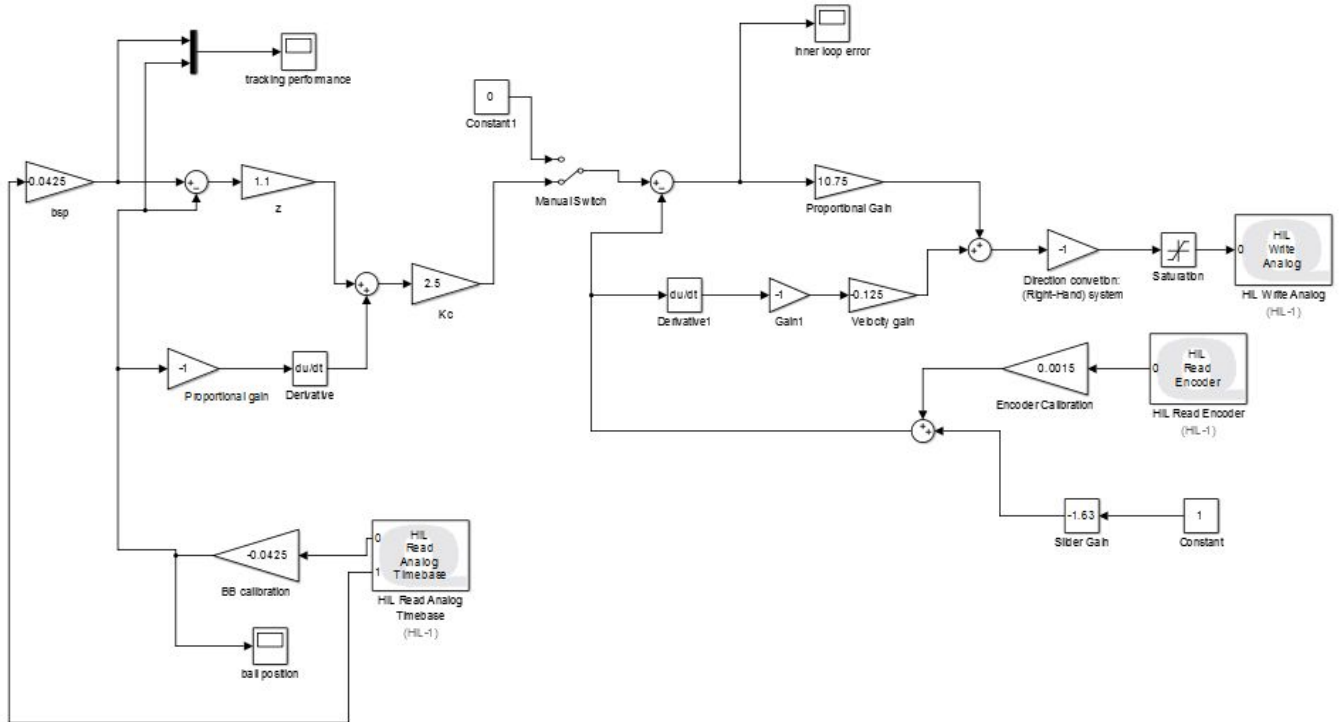 Inner loop error
tracking performance
0
Constant1
-0.0425
bsp
+
-
1.1
z
Manual Switch
+
-
10.75
Proportional Gain
+
+
2.5
Kc
+
+
-1
Direction convetion:
(Right-Hand) system
Saturation
0
HIL
Write
Analog
HIL Write Analog
(HIL-1)
du/dt
Derivative1
-1
Gain1
-0.125
Velocity gain
-1
Proportional gain
du/dt
Derivative
0.0015
Encoder Calibration
0
HIL
Read
Encoder
HIL Read Encoder
(HIL-1)
+
+
-1.63
Slider Gain
1
Constant
-0.0425
BB calibration
0
1
HIL
Read
Analog
Timebase
HIL Read Analog
Timebase
(HIL-1)
ball position